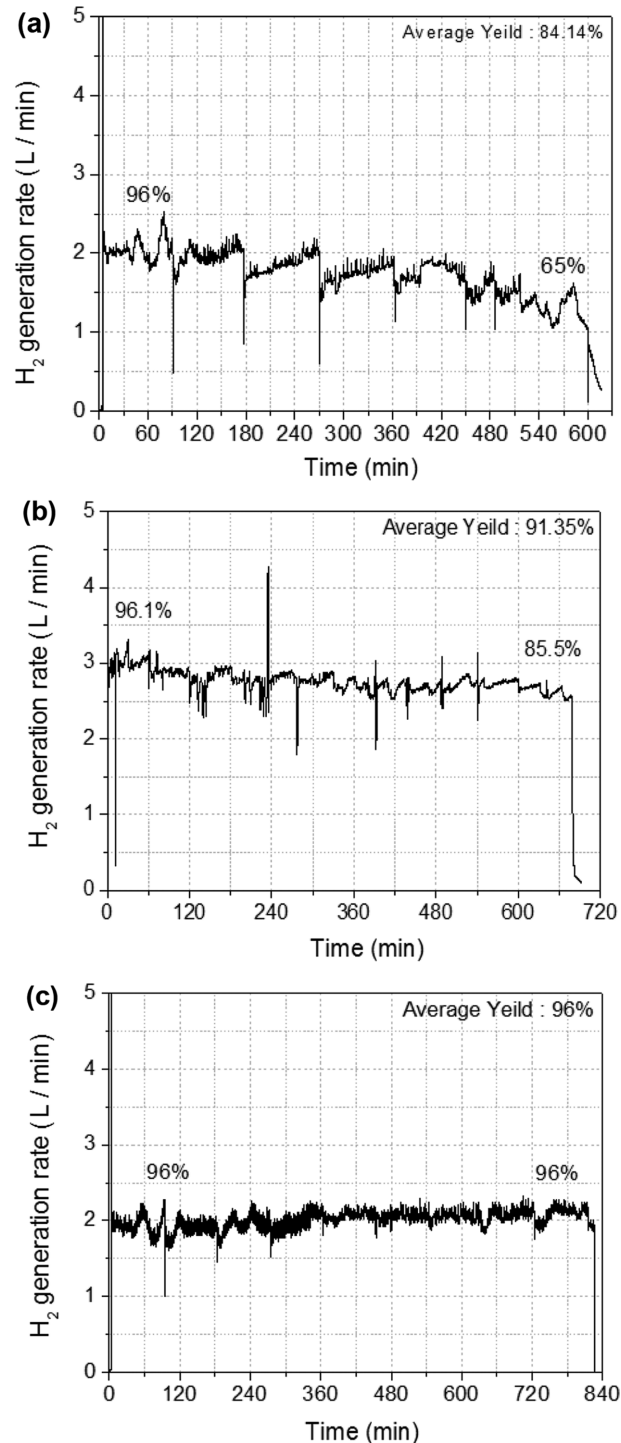 (a)
Average Yeild : 84.14%
5
4
3
2
1
0
96%
65%
H2 generation rate ( L / min )
0 60 120 180 240 300 360 420 480 540 600
Time (min)
(b)
Average Yeild : 91.35%
5
4
3
2
1
0
96.1%
85.5%
H2 generation rate ( L / min )
0 120 240 360 480 600 720
Time (min)
(c)
Average Yeild : 96%
5
4
3
2
1
0
96%
96%
H2 generation rate ( L / min )
0 120 240 360 480 600 720 840
Time (min)